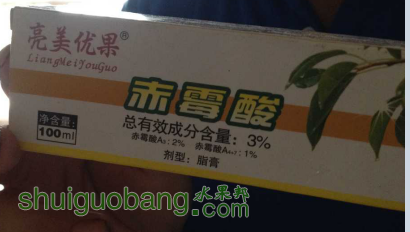 亮美优果®
LiangMeiYouGuo
赤霉酸
净含量:
100ml
总有效成分含量: 3%
赤霉酸A₃: 2% 赤霉酸A₄₊₇: 1%
剂型: 脂膏
水果邦
shuiguobang.com